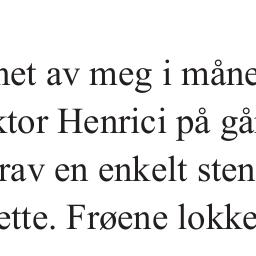 net av meg i måne
ktor Henrici på gå
rav en enkelt sten
ette. Frøene lokke